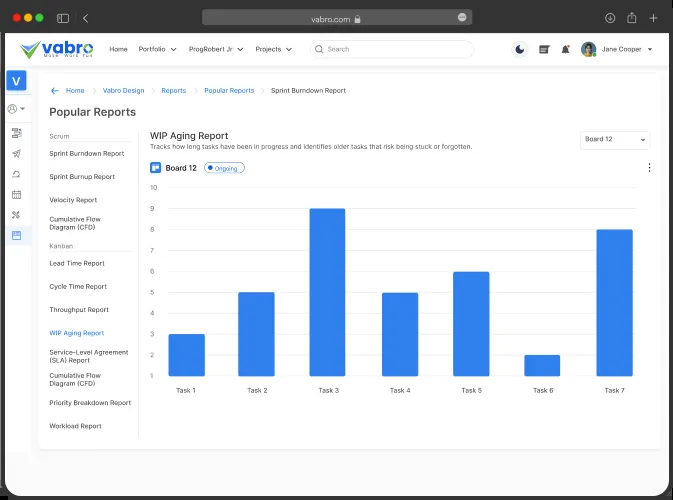 vabro.com
vabro
Make Work Fun
Home
Portfolio
ProgRobert Jr
Projects
Search
Jane Cooper
V
Home
Vabro Design
Reports
Popular Reports
Sprint Burndown Report
Popular Reports
Scrum
Sprint Burndown Report
Sprint Burnup Report
Velocity Report
Cumulative Flow
Diagram (CFD)
Kanban
Lead Time Report
Cycle Time Report
Throughput Report
WIP Aging Report
Service-Level Agreement
(SLA) Report
Cumulative Flow
Diagram (CFD)
Priority Breakdown Report
Workload Report
WIP Aging Report
Tracks how long tasks have been in progress and identifies older tasks that risk being stuck or forgotten.
Board 12
Board 12
Ongoing
10
9
8
7
6
5
4
3
2
1
Task 1
Task 2
Task 3
Task 4
Task 5
Task 6
Task 7